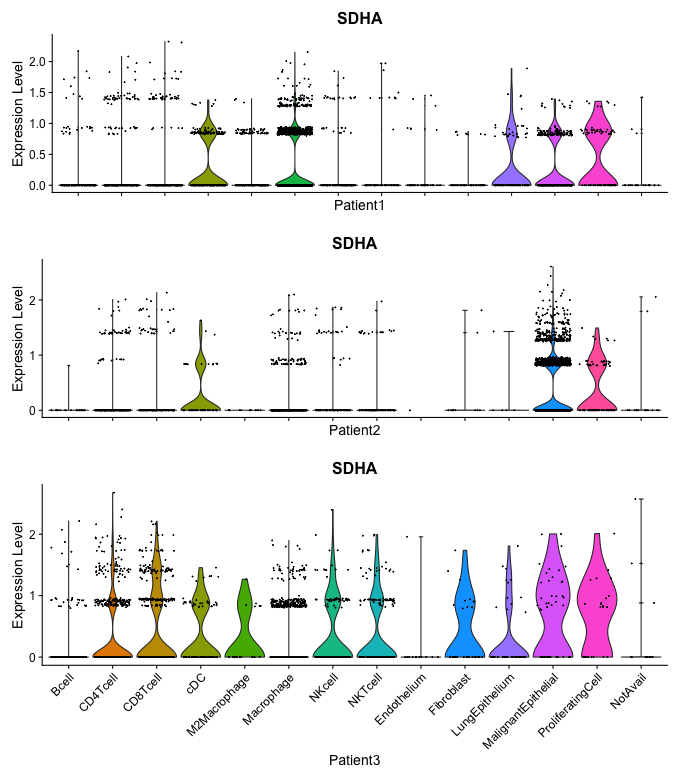 SDHA
Expression Level
2.0
1.5
1.0
0.5
0.0
Patient1
SDHA
Expression Level
2
1
0
Patient2
SDHA
Expression Level
2
1
0
Bcell
CD4Tcell
CD8Tcell
cDC
M2Macrophage
Macrophage
NKcell
NKTcell
Endothelium
Fibroblast
LungEpithelium
MalignantEpithelial
ProliferatingCell
NotAvail
Patient3